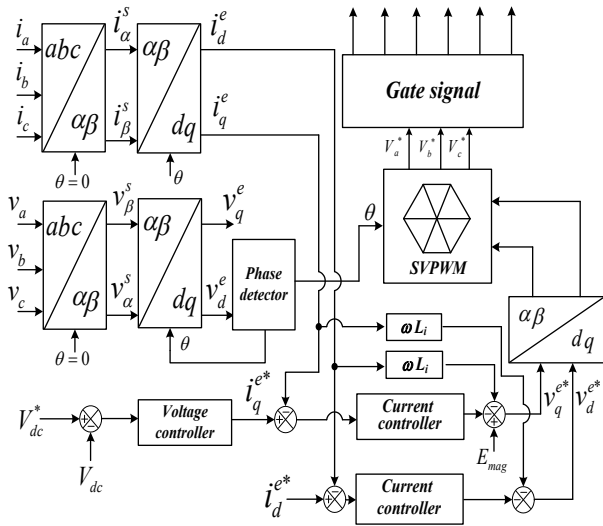 i_a
i_b
i_c
abc
αβ
θ = 0
i_α^s
i_β^s
αβ
dq
θ
i_d^e
i_q^e
Gate signal
V_a^* V_b^* V_c^*
SVPWM
θ
v_a
v_b
v_c
abc
αβ
θ = 0
v_β^s
v_α^s
αβ
dq
θ
v_q^e
v_d^e
Phase
detector
ω L_i
ω L_i
αβ
dq
v_q^{e*} v_d^{e*}
V_dc^*
V_dc
Voltage
controller
i_q^{e*}
Current
controller
E_mag
i_d^{e*}
Current
controller